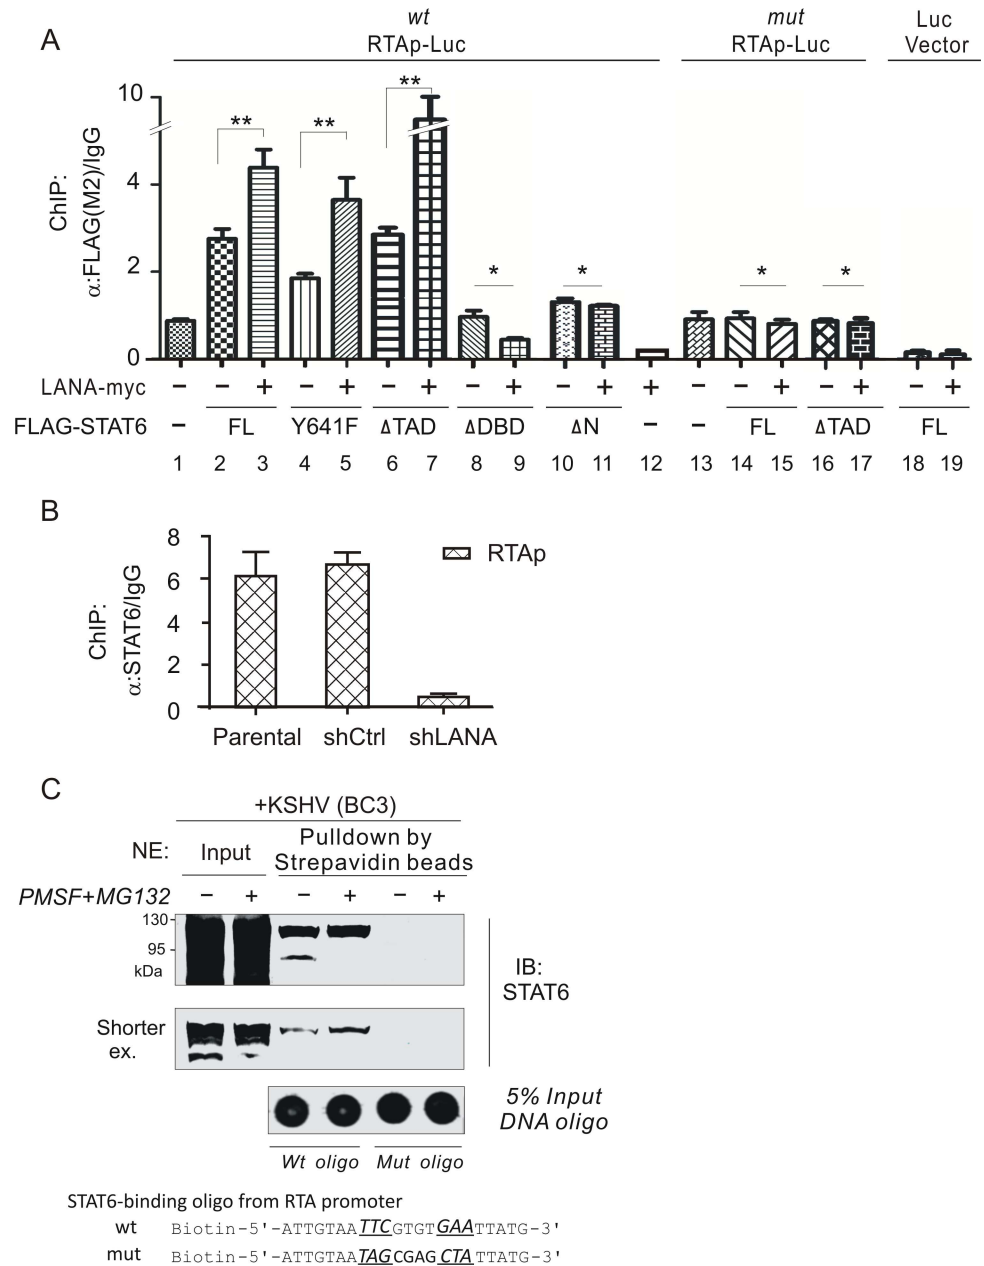 A
wt
RTAp-Luc
mut
RTAp-Luc
Luc
Vector
ChIP:
α:FLAG(M2)/IgG
10
4
2
0
** ** ** * * * *
LANA-myc – – + – + – + – + – + + – – + – + – +
FLAG-STAT6 – FL Y641F ΔTAD ΔDBD ΔN – – FL ΔTAD FL
1 2 3 4 5 6 7 8 9 10 11 12 13 14 15 16 17 18 19
B
ChIP:
α:STAT6/IgG
8
6
4
2
0
RTAp
Parental shCtrl shLANA
C
+KSHV (BC3)
NE: Input Pulldown by
Strepavidin beads
PMSF+MG132 – + – + – +
130
95
kDa
IB:
STAT6
Shorter
ex.
5% Input
DNA oligo
Wt oligo Mut oligo
STAT6-binding oligo from RTA promoter
wt Biotin-5'-ATTGTAATTCGTGTGAATTATG-3'
mut Biotin-5'-ATTGTAATAGCGAGCTATTATG-3'